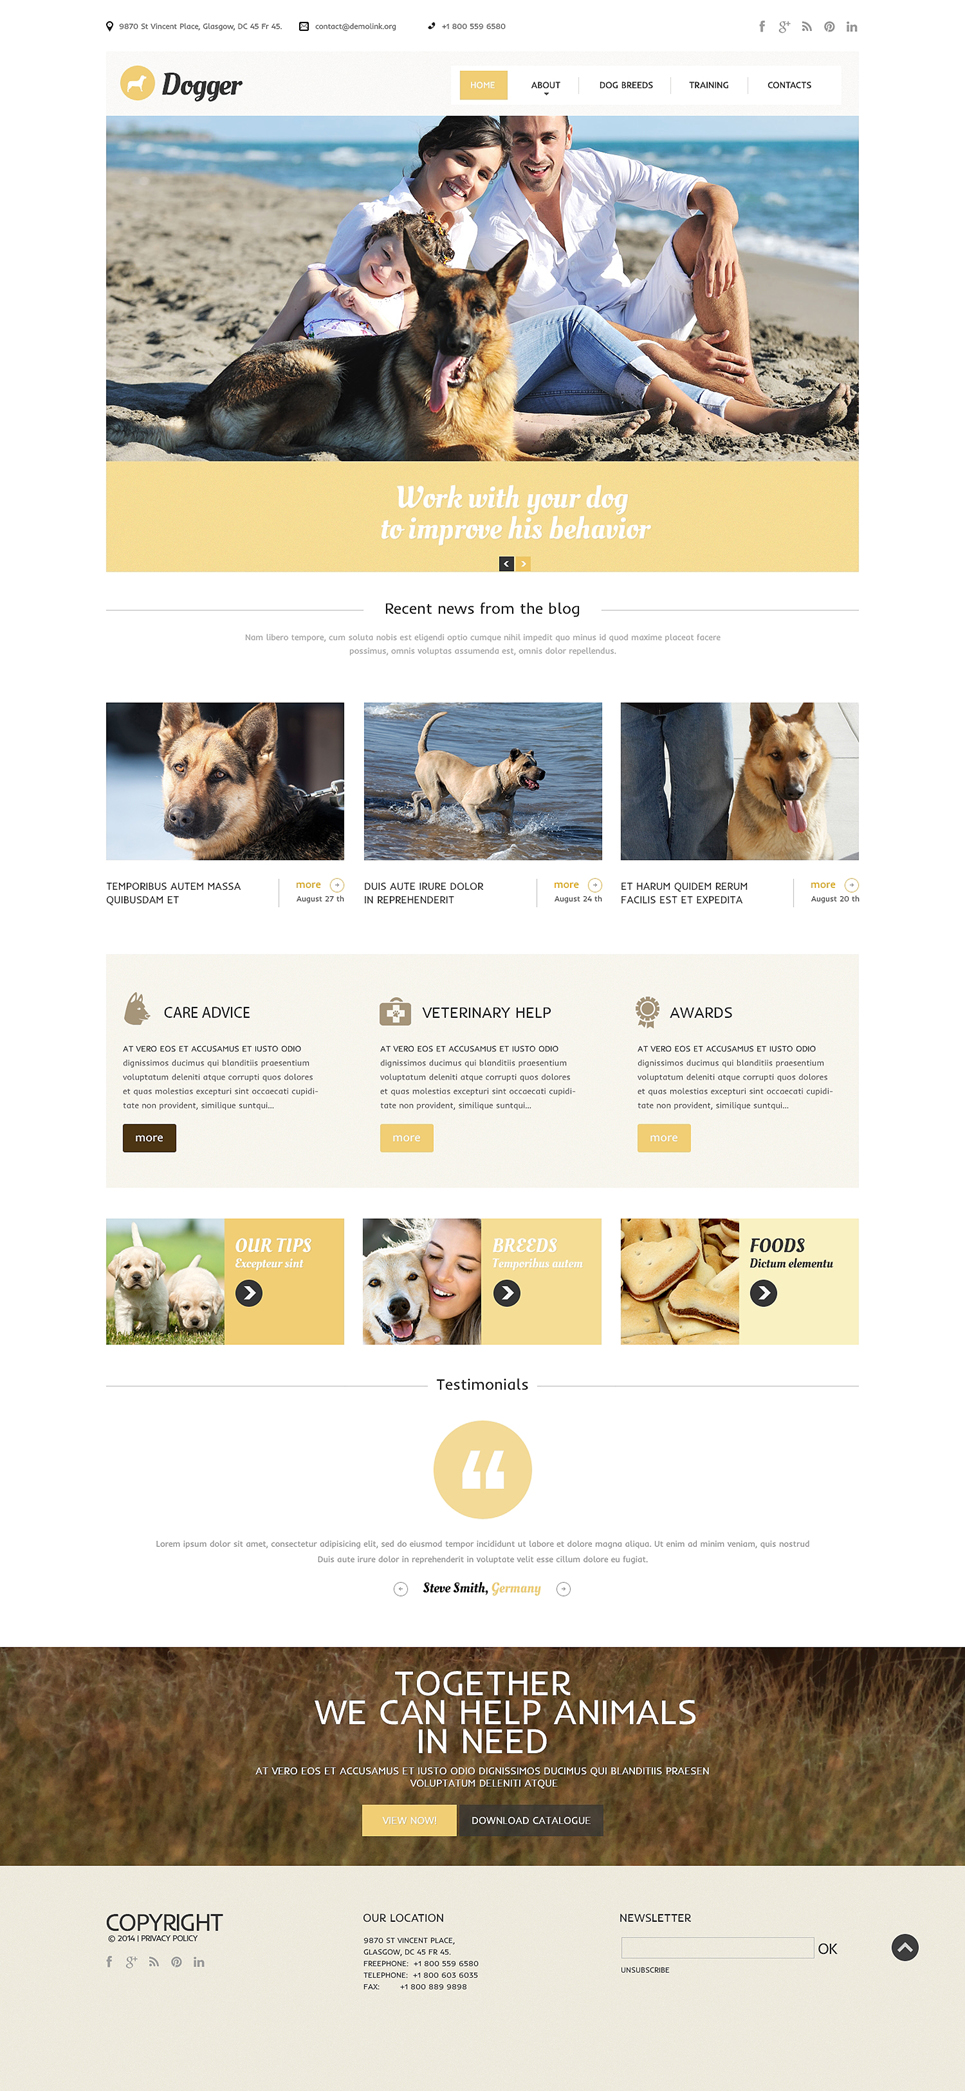 9870 St Vincent Place, Glasgow, DC 45 Fr 45.
contact@demolink.org
+1 800 559 6580
Dogger
HOME
ABOUT
DOG BREEDS
TRAINING
CONTACTS
Work with your dog
to improve his behavior
Recent news from the blog
Nam libero tempore, cum soluta nobis est eligendi optio cumque nihil impedit quo minus id quod maxime placeat facere
possimus, omnis voluptas assumenda est, omnis dolor repellendus.
TEMPORIBUS AUTEM MASSA
QUIBUSDAM ET
more
August 27 th
DUIS AUTE IRURE DOLOR
IN REPREHENDERIT
more
August 24 th
ET HARUM QUIDEM RERUM
FACILIS EST ET EXPEDITA
more
August 20 th
CARE ADVICE
AT VERO EOS ET ACCUSAMUS ET IUSTO ODIO
dignissimos ducimus qui blanditiis praesentium
voluptatum deleniti atque corrupti quos dolores
et quas molestias excepturi sint occaecati cupidi-
tate non provident, similique suntqui...
more
VETERINARY HELP
AT VERO EOS ET ACCUSAMUS ET IUSTO ODIO
dignissimos ducimus qui blanditiis praesentium
voluptatum deleniti atque corrupti quos dolores
et quas molestias excepturi sint occaecati cupidi-
tate non provident, similique suntqui...
more
AWARDS
AT VERO EOS ET ACCUSAMUS ET IUSTO ODIO
dignissimos ducimus qui blanditiis praesentium
voluptatum deleniti atque corrupti quos dolores
et quas molestias excepturi sint occaecati cupidi-
tate non provident, similique suntqui...
more
OUR TIPS
Excepteur sint
BREEDS
Temporibus autem
FOODS
Dictum elementu
Testimonials
Lorem ipsum dolor sit amet, consectetur adipisicing elit, sed do eiusmod tempor incididunt ut labore et dolore magna aliqua. Ut enim ad minim veniam, quis nostrud
Duis aute irure dolor in reprehenderit in voluptate velit esse cillum dolore eu fugiat.
Steve Smith, Germany
TOGETHER
WE CAN HELP ANIMALS
IN NEED
AT VERO EOS ET ACCUSAMUS ET IUSTO ODIO DIGNISSIMOS DUCIMUS QUI BLANDITIIS PRAESEN
VOLUPTATUM DELENITI ATQUE
VIEW NOW!
DOWNLOAD CATALOGUE
COPYRIGHT
© 2014 | PRIVACY POLICY
OUR LOCATION
9870 ST VINCENT PLACE,
GLASGOW, DC 45 FR 45.
FREEPHONE: +1 800 559 6580
TELEPHONE: +1 800 603 6035
FAX: +1 800 889 9898
NEWSLETTER
OK
UNSUBSCRIBE